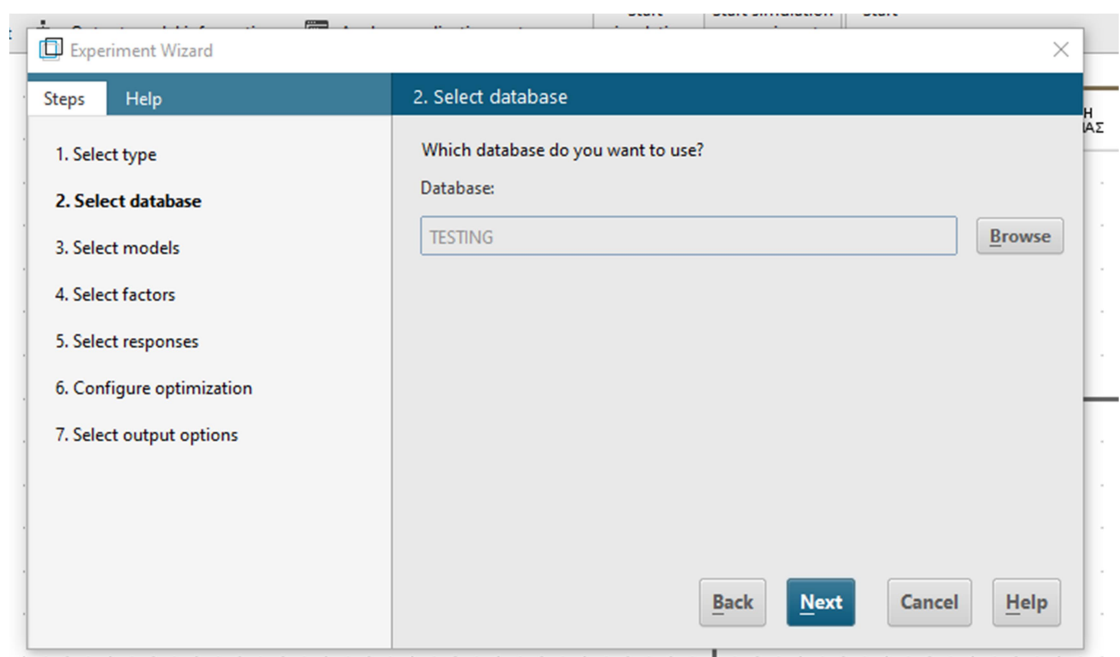 Experiment Wizard
Steps
Help
2. Select database
1. Select type
2. Select database
3. Select models
4. Select factors
5. Select responses
6. Configure optimization
7. Select output options
Which database do you want to use?
Database:
TESTING
Browse
Back
Next
Cancel
Help